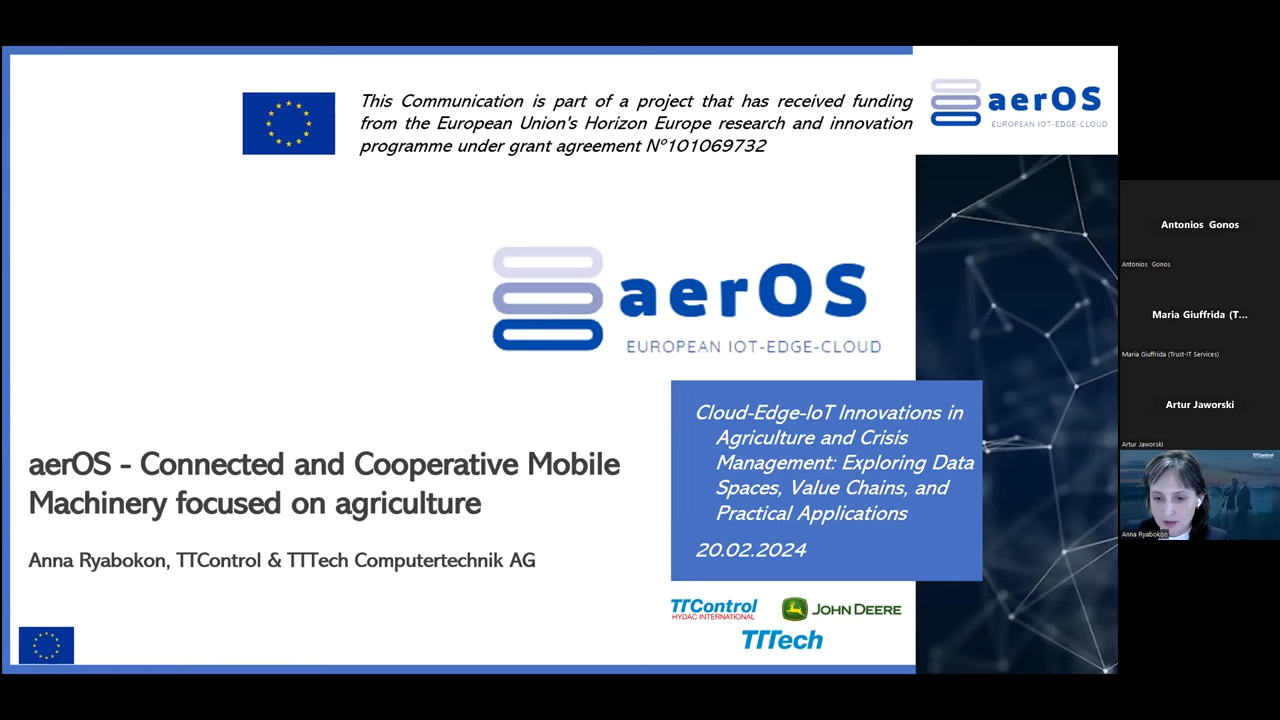 This Communication is part of a project that has received funding
from the European Union's Horizon Europe research and innovation
programme under grant agreement Nº101069732
aerOS
EUROPEAN IOT-EDGE-CLOUD
aerOS
EUROPEAN IOT-EDGE-CLOUD
Cloud-Edge-IoT Innovations in
Agriculture and Crisis
Management: Exploring Data
Spaces, Value Chains, and
Practical Applications
20.02.2024
aerOS - Connected and Cooperative Mobile
Machinery focused on agriculture
Anna Ryabokon, TTControl & TTTech Computertechnik AG
TTControl
HYDAC INTERNATIONAL
JOHN DEERE
TTTech
Antonios Gonos
Antonios Gonos
Maria Giuffrida (T...
Maria Giuffrida (Trust-IT Services)
Artur Jaworski
Artur Jaworski
TTControl
Anna Ryabokon